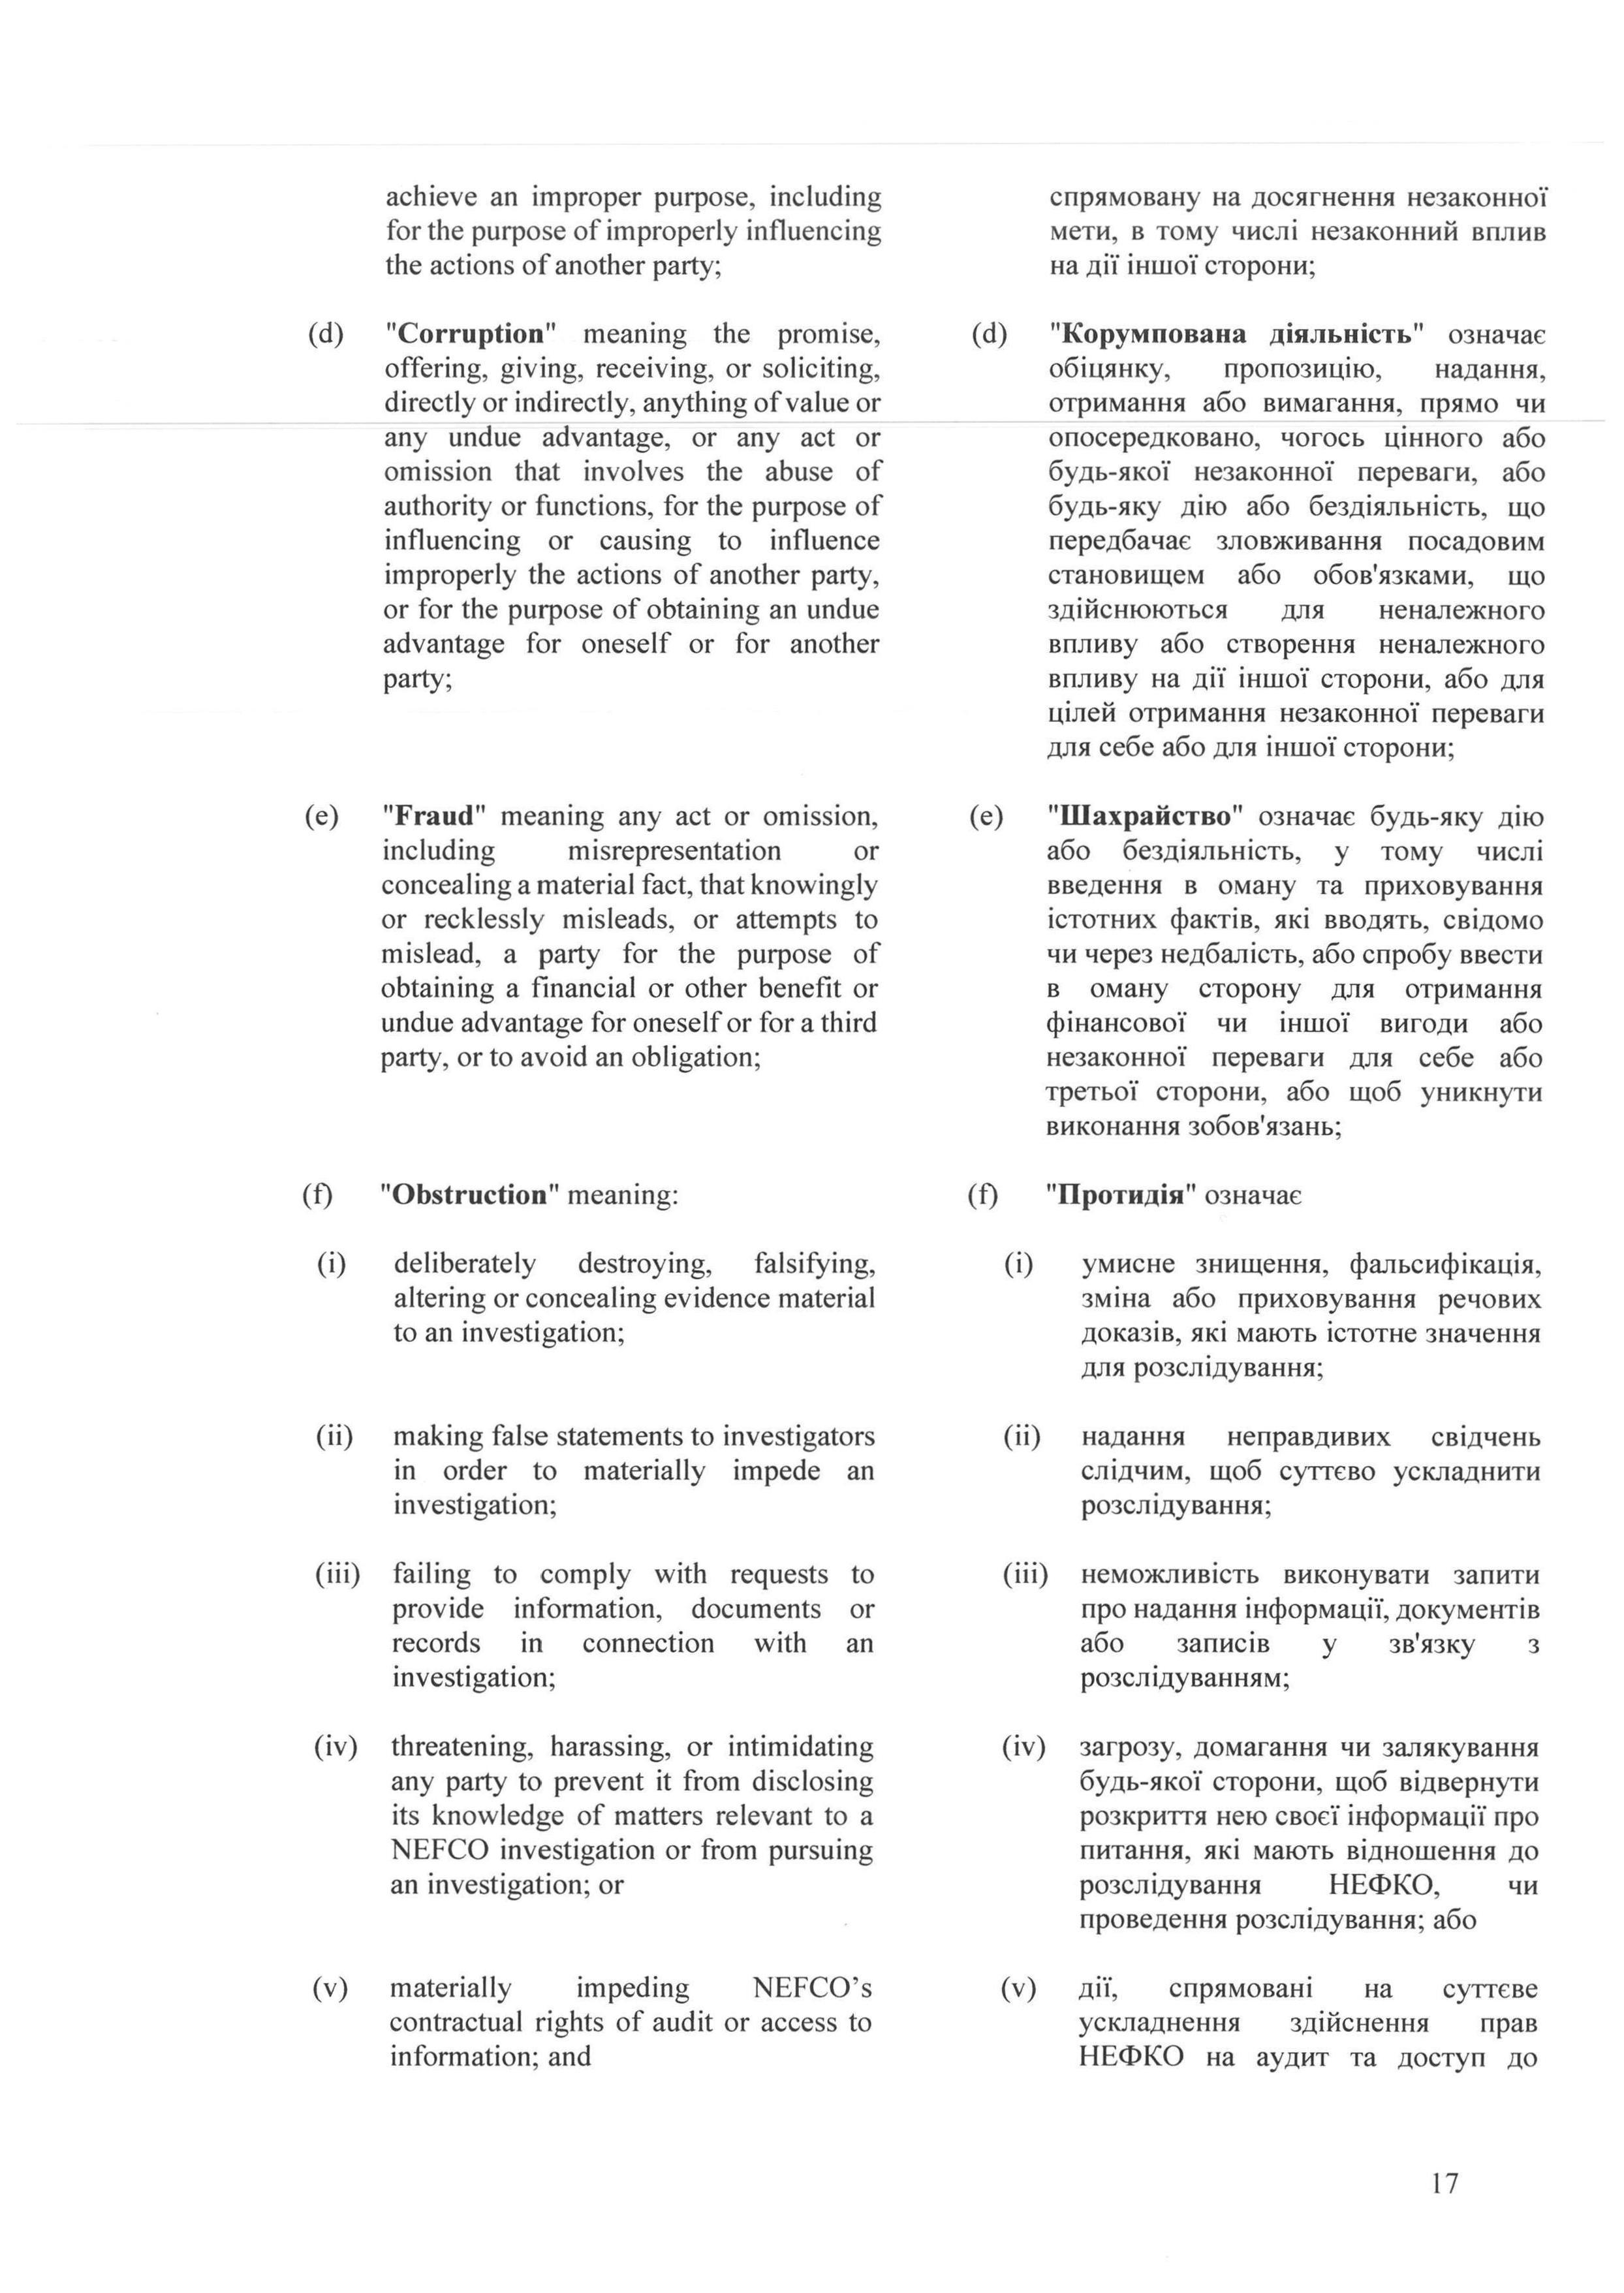 achieve an improper purpose, including
for the purpose of improperly influencing
the actions of another party;
(d) "Corruption" meaning the promise,
offering, giving, receiving, or soliciting,
directly or indirectly, anything of value or
any undue advantage, or any act or
omission that involves the abuse of
authority or functions, for the purpose of
influencing or causing to influence
improperly the actions of another party,
or for the purpose of obtaining an undue
advantage for oneself or for another
party;
(e) "Fraud" meaning any act or omission,
including misrepresentation or
concealing a material fact, that knowingly
or recklessly misleads, or attempts to
mislead, a party for the purpose of
obtaining a financial or other benefit or
undue advantage for oneself or for a third
party, or to avoid an obligation;
(f) "Obstruction" meaning:
(i) deliberately destroying, falsifying,
altering or concealing evidence material
to an investigation;
(ii) making false statements to investigators
in order to materially impede an
investigation;
(iii) failing to comply with requests to
provide information, documents or
records in connection with an
investigation;
(iv) threatening, harassing, or intimidating
any party to prevent it from disclosing
its knowledge of matters relevant to a
NEFCO investigation or from pursuing
an investigation; or
(v) materially impeding NEFCO’s
contractual rights of audit or access to
information; and
спрямовану на досягнення незаконної
мети, в тому числі незаконний вплив
на дії іншої сторони;
(d) "Корумпована діяльність" означає
обіцянку, пропозицію, надання,
отримання або вимагання, прямо чи
опосередковано, чогось цінного або
будь-якої незаконної переваги, або
будь-яку дію або бездіяльність, що
передбачає зловживання посадовим
становищем або обов'язками, що
здійснюються для неналежного
впливу або створення неналежного
впливу на дії іншої сторони, або для
цілей отримання незаконної переваги
для себе або для іншої сторони;
(e) "Шахрайство" означає будь-яку дію
або бездіяльність, у тому числі
введення в оману та приховування
істотних фактів, які вводять, свідомо
чи через недбалість, або спробу ввести
в оману сторону для отримання
фінансової чи іншої вигоди або
незаконної переваги для себе або
третьої сторони, або щоб уникнути
виконання зобов'язань;
(f) "Протидія" означає
(i) умисне знищення, фальсифікація,
зміна або приховування речових
доказів, які мають істотне значення
для розслідування;
(ii) надання неправдивих свідчень
слідчим, щоб суттєво ускладнити
розслідування;
(iii) неможливість виконувати запити
про надання інформації, документів
або записів у зв'язку з
розслідуванням;
(iv) загрозу, домагання чи залякування
будь-якої сторони, щоб відвернути
розкриття нею своєї інформації про
питання, які мають відношення до
розслідування НЕФКО, чи
проведення розслідування; або
(v) дії, спрямовані на суттєве
ускладнення здійснення прав
НЕФКО на аудит та доступ до
17